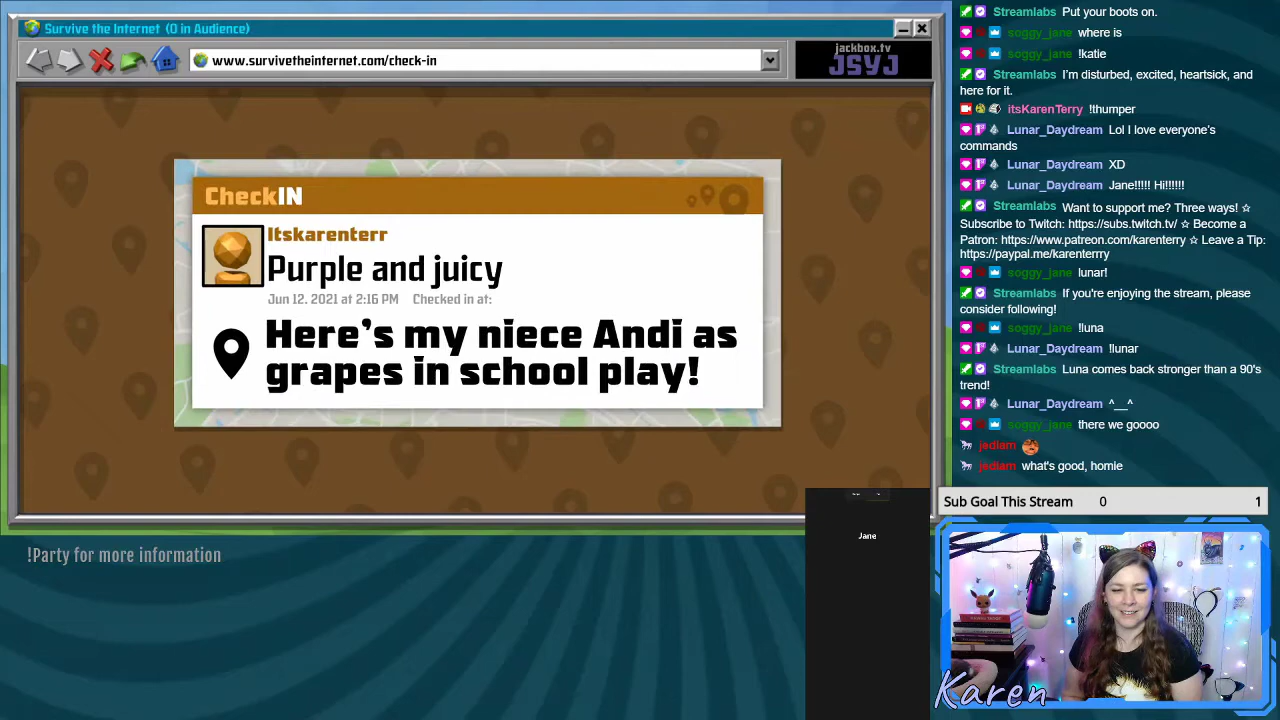 Survive the Internet (0 in Audience)
www.survivetheinternet.com/check-in
jackbox.tv
JSYJ
CheckIN
Itskarenterr
Purple and juicy
Jun 12, 2021 at 2:16 PM Checked in at:
Here's my niece Andi as
grapes in school play!
!Party for more information
Jane
Streamlabs Put your boots on.
soggy_jane where is
soggy_jane !katie
Streamlabs I'm disturbed, excited, heartsick, and
here for it.
itsKarenTerry !thumper
Lunar_Daydream Lol I love everyone's
commands
Lunar_Daydream XD
Lunar_Daydream Jane!!!!! Hi!!!!!!
Streamlabs Want to support me? Three ways! ☆
Subscribe to Twitch: https://subs.twitch.tv/ ☆ Become a
Patron: https://www.patreon.com/karenterry ☆ Leave a Tip:
https://paypal.me/karenterrry
soggy_jane lunar!
Streamlabs If you're enjoying the stream, please
consider following!
soggy_jane !luna
Lunar_Daydream !lunar
Streamlabs Luna comes back stronger than a 90's
trend!
Lunar_Daydream ^__^
soggy_jane there we goooo
jedlam
jedlam what's good, homie
Sub Goal This Stream 0 1
Karen